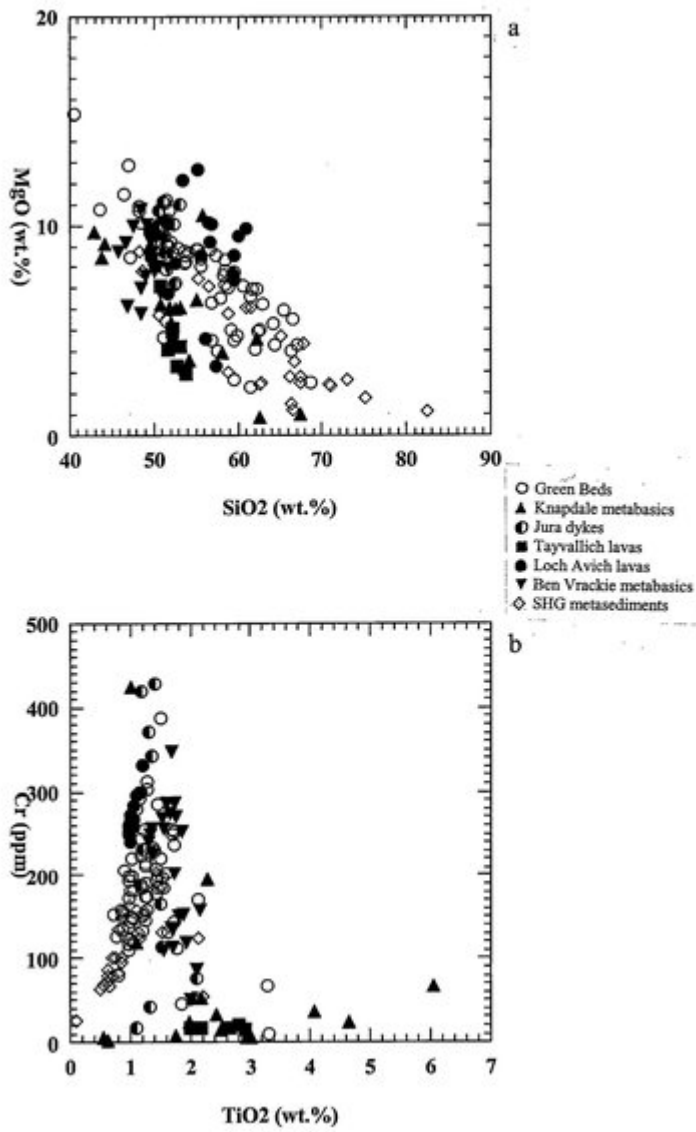 a
20
10
0
MgO (wt.%)
40 50 60 70 80 90
SiO2 (wt.%)
Green Beds
Knapdale metabasics
Jura dykes
Tayvallich lavas
Loch Avich lavas
Ben Vrackie metabasics
SHG metasediments
b
500
400
300
200
100
0
Cr (ppm)
0 1 2 3 4 5 6 7
TiO2 (wt.%)